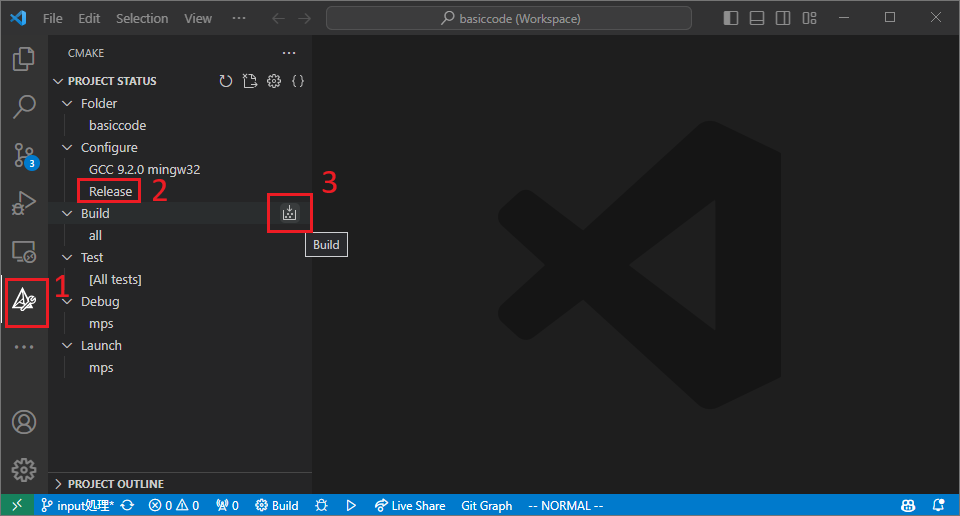 File Edit Selection View ··· basiccode (Workspace)
CMAKE ···
PROJECT STATUS { }
Folder
basiccode
Configure
GCC 9.2.0 mingw32
Release 2
3
Build
Build
all
Test
[All tests]
1
Debug
mps
Launch
mps
3
PROJECT OUTLINE
input処理* 0 0 0 Build Live Share Git Graph -- NORMAL --